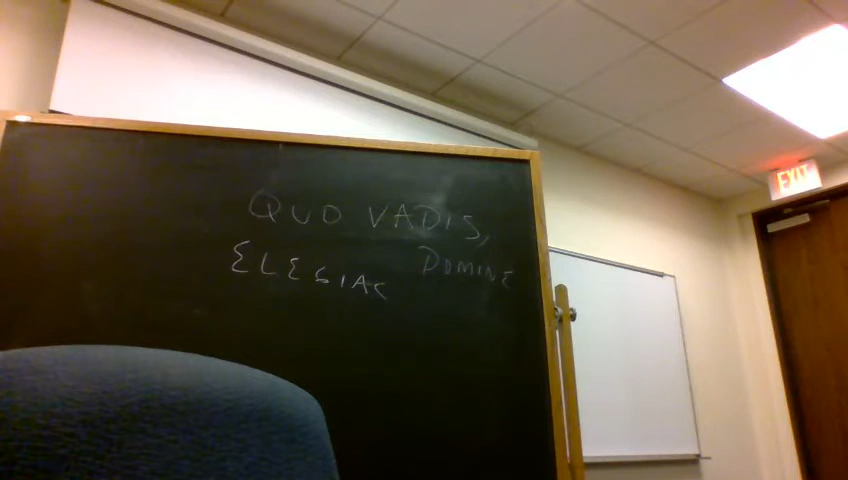 QUO VADIS,
DOMINE
ELEGIAC
EXIT